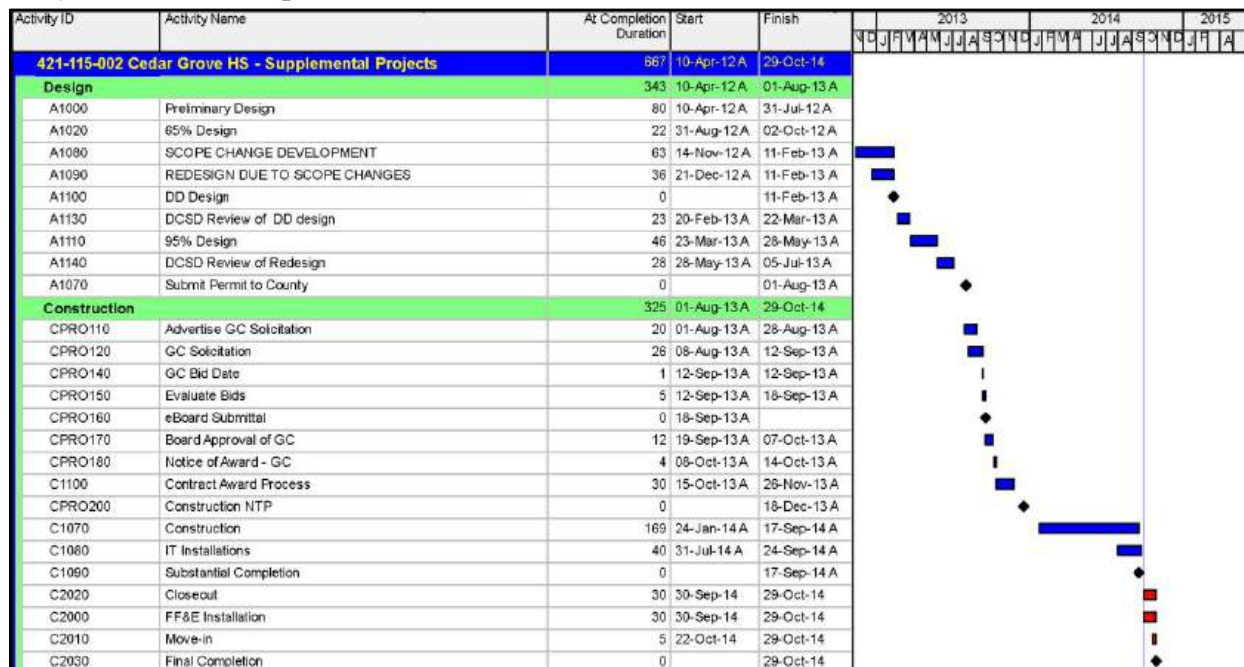 Activity ID Activity Name At Completion Start Finish 2013 2014 2015
Duration
421-115-002 Cedar Grove HS - Supplemental Projects 667 10-Apr-12 A 29-Oct-14
Design 343 10-Apr-12 A 01-Aug-13 A
A1000 Preliminary Design 80 10-Apr-12 A 31-Jul-12 A
A1020 65% Design 22 31-Aug-12 A 02-Oct-12 A
A1080 SCOPE CHANGE DEVELOPMENT 63 14-Nov-12 A 11-Feb-13 A
A1090 REDESIGN DUE TO SCOPE CHANGES 36 21-Dec-12 A 11-Feb-13 A
A1100 DD Design 0 11-Feb-13 A
A1130 DCSD Review of DD design 23 20-Feb-13 A 22-Mar-13 A
A1110 95% Design 46 23-Mar-13 A 28-May-13 A
A1140 DCSD Review of Redesign 28 28-May-13 A 05-Jul-13 A
A1070 Submit Permit to County 0 01-Aug-13 A
Construction 325 01-Aug-13 A 29-Oct-14
CPRO110 Advertise GC Solicitation 20 01-Aug-13 A 28-Aug-13 A
CPRO120 GC Solicitation 26 08-Aug-13 A 12-Sep-13 A
CPRO140 GC Bid Date 1 12-Sep-13 A 12-Sep-13 A
CPRO150 Evaluate Bids 5 12-Sep-13 A 18-Sep-13 A
CPRO160 eBoard Submittal 0 18-Sep-13 A
CPRO170 Board Approval of GC 12 19-Sep-13 A 07-Oct-13 A
CPRO180 Notice of Award - GC 4 08-Oct-13 A 14-Oct-13 A
C1100 Contract Award Process 30 15-Oct-13 A 26-Nov-13 A
CPRO200 Construction NTP 0 18-Dec-13 A
C1070 Construction 169 24-Jan-14 A 17-Sep-14 A
C1080 IT Installations 40 31-Jul-14 A 24-Sep-14 A
C1090 Substantial Completion 0 17-Sep-14 A
C2020 Closeout 30 30-Sep-14 29-Oct-14
C2000 FF&E Installation 30 30-Sep-14 29-Oct-14
C2010 Move-in 5 22-Oct-14 29-Oct-14
C2030 Final Completion 0 29-Oct-14